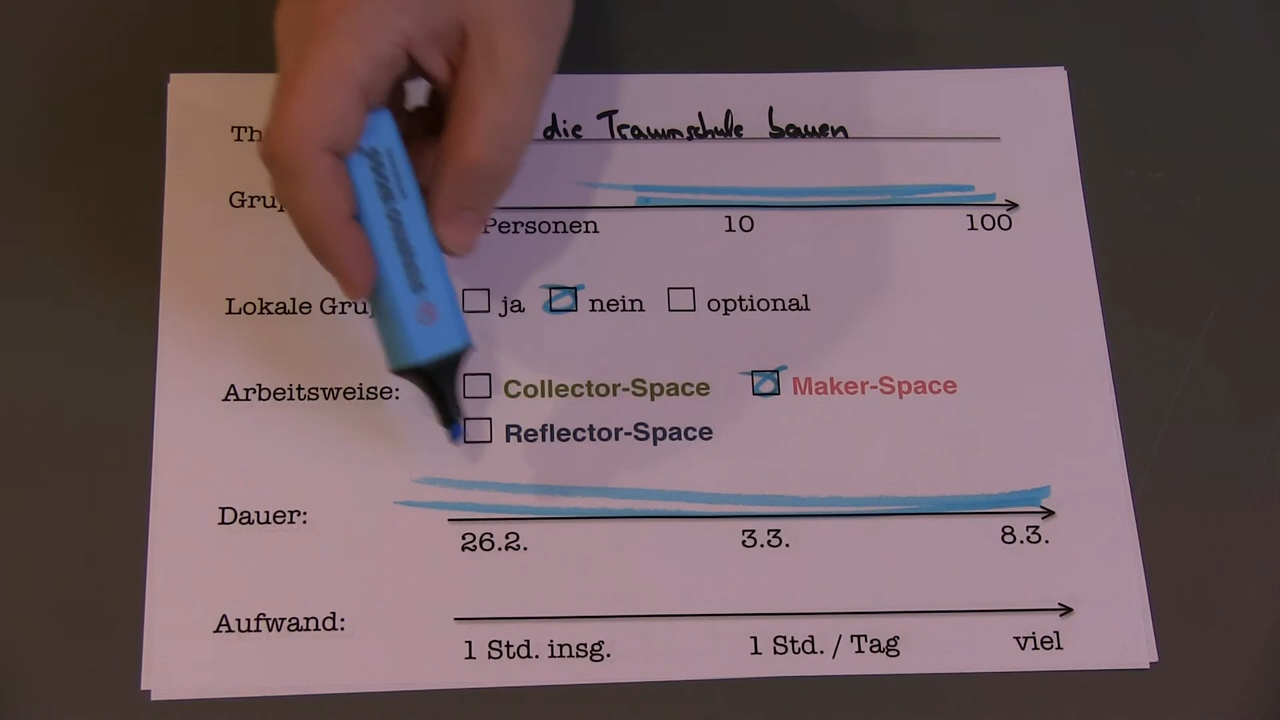 Th die Traumschule bauen
Grup
Personen 10 100
Lokale Gru ja nein optional
Arbeitsweise: Collector-Space Maker-Space
Reflector-Space
Dauer:
26.2. 3.3. 8.3.
Aufwand:
1 Std. insg. 1 Std. / Tag viel